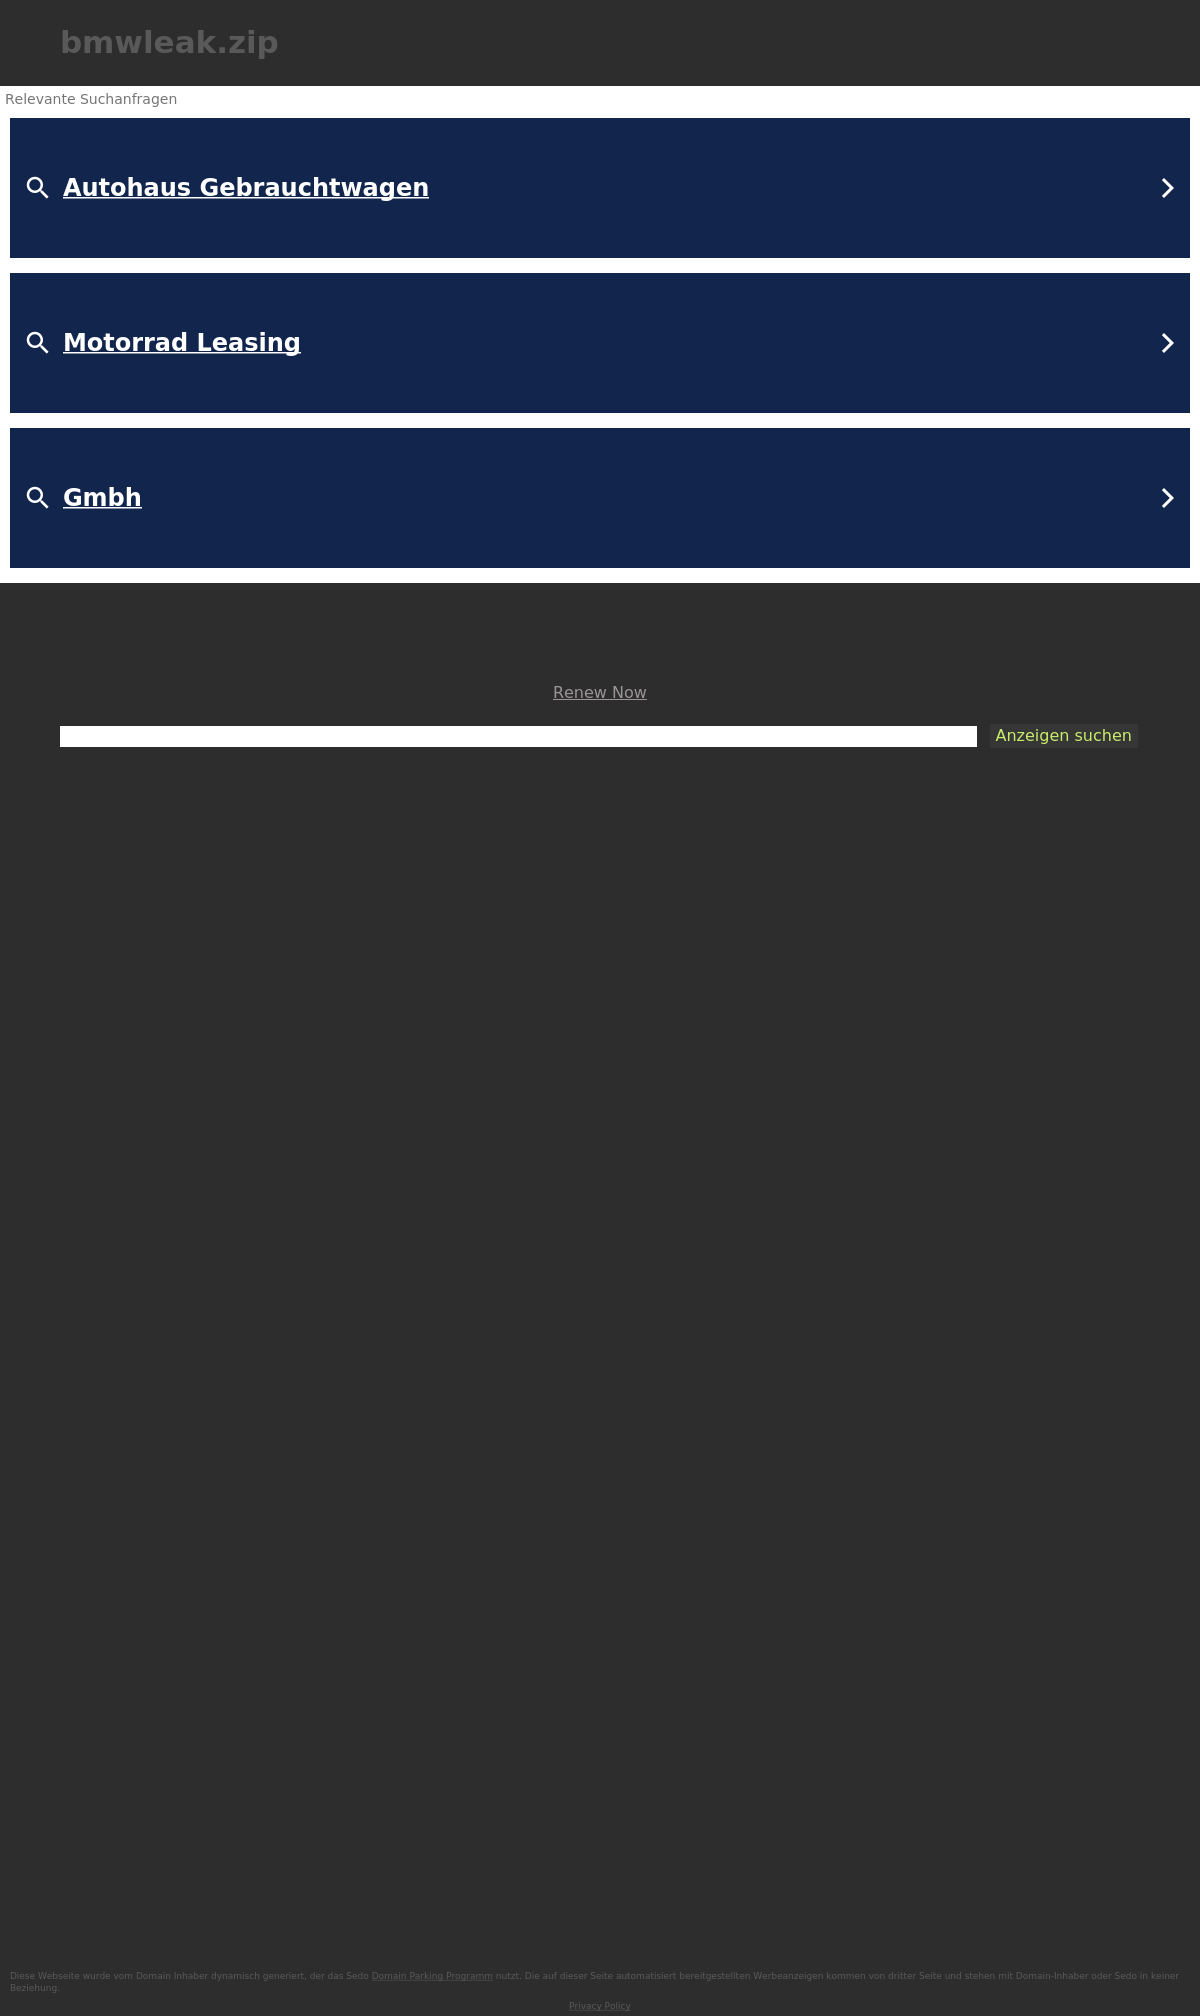 bmwleak.zip
Relevante Suchanfragen
Autohaus Gebrauchtwagen
Motorrad Leasing
Gmbh
Renew Now
Anzeigen suchen
Diese Webseite wurde vom Domain Inhaber dynamisch generiert, der das Sedo Domain Parking Programm nutzt. Die auf dieser Seite automatisiert bereitgestellten Werbeanzeigen kommen von dritter Seite und stehen mit Domain-Inhaber oder Sedo in keiner
Beziehung.
Privacy Policy